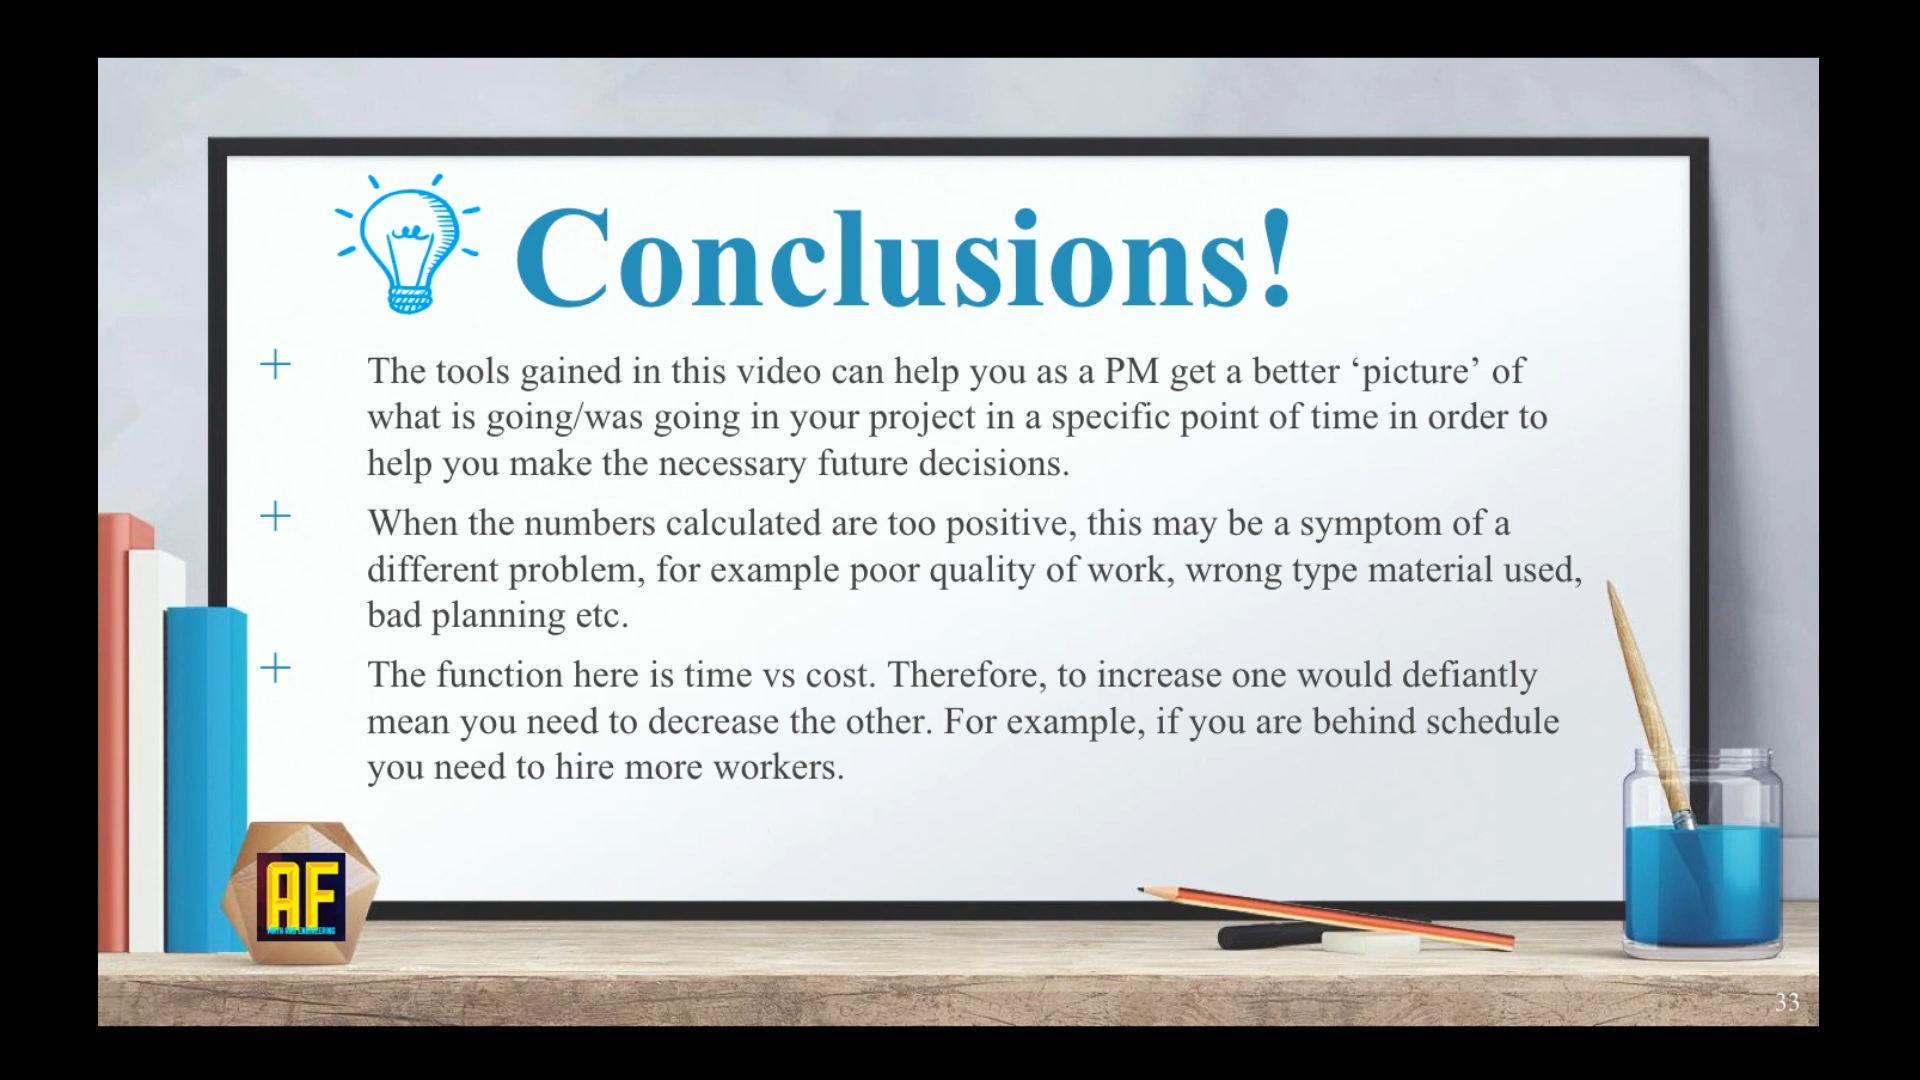 Conclusions!
+ The tools gained in this video can help you as a PM get a better ‘picture’ of
what is going/was going in your project in a specific point of time in order to
help you make the necessary future decisions.
+ When the numbers calculated are too positive, this may be a symptom of a
different problem, for example poor quality of work, wrong type material used,
bad planning etc.
+ The function here is time vs cost. Therefore, to increase one would defiantly
mean you need to decrease the other. For example, if you are behind schedule
you need to hire more workers.
AF
MATH AND ENGINEERING
33